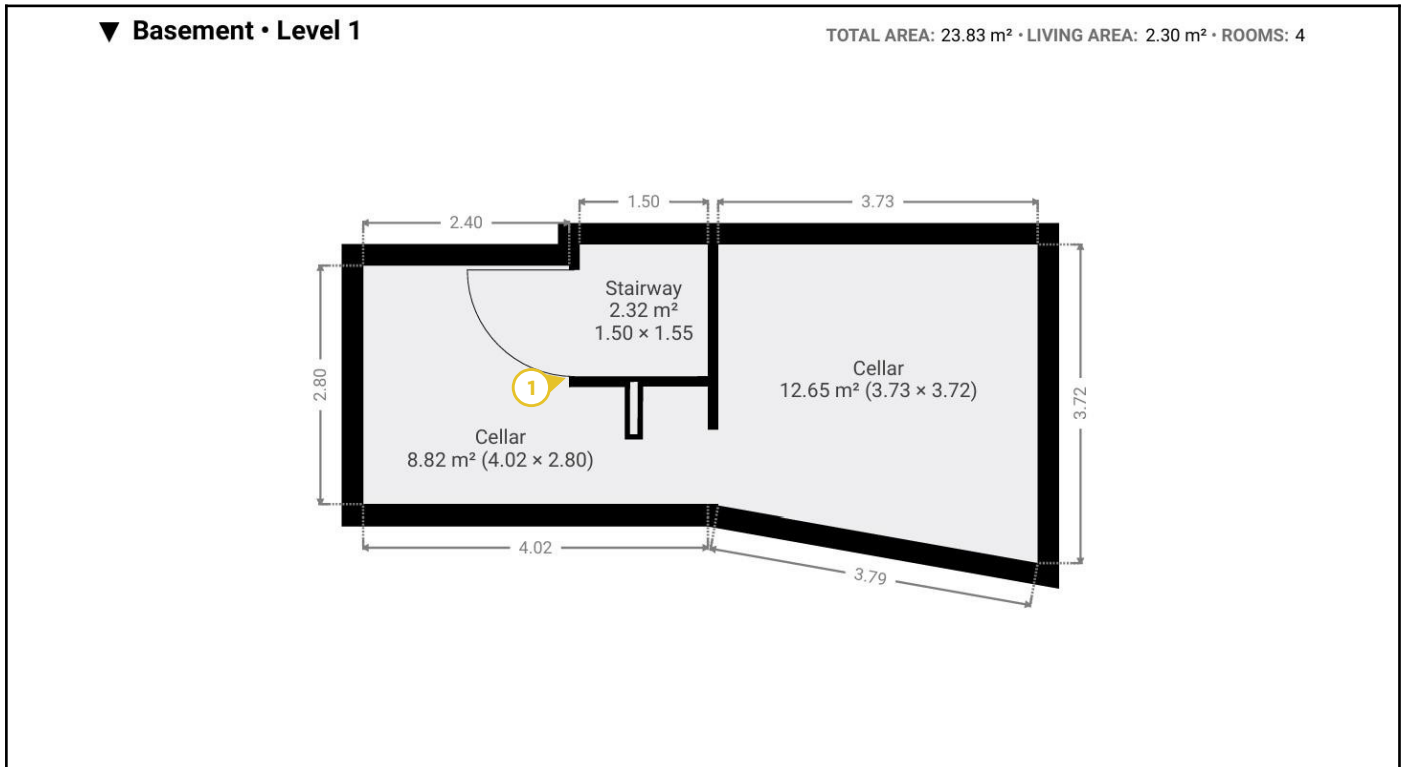 ▼ Basement • Level 1
TOTAL AREA: 23.83 m² • LIVING AREA: 2.30 m² • ROOMS: 4
1.50
3.73
2.40
Stairway
2.32 m²
1.50 × 1.55
2.80
1
Cellar
12.65 m² (3.73 × 3.72)
3.72
Cellar
8.82 m² (4.02 × 2.80)
4.02
3.79